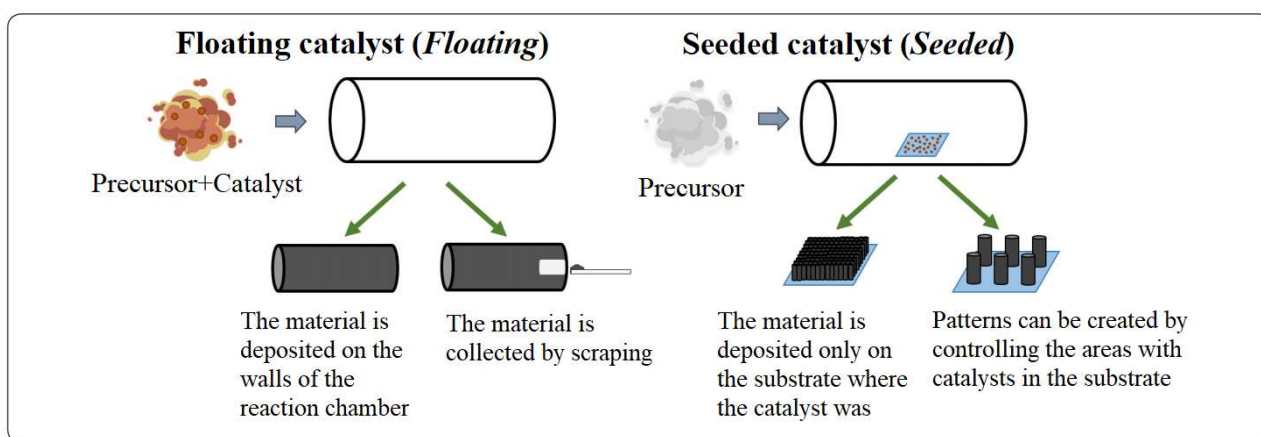 Floating catalyst (Floating)
Precursor+Catalyst
The material is
deposited on the
walls of the
reaction chamber
The material is
collected by scraping
Seeded catalyst (Seeded)
Precursor
The material is
deposited only on
the substrate where
the catalyst was
Patterns can be created by
controlling the areas with
catalysts in the substrate